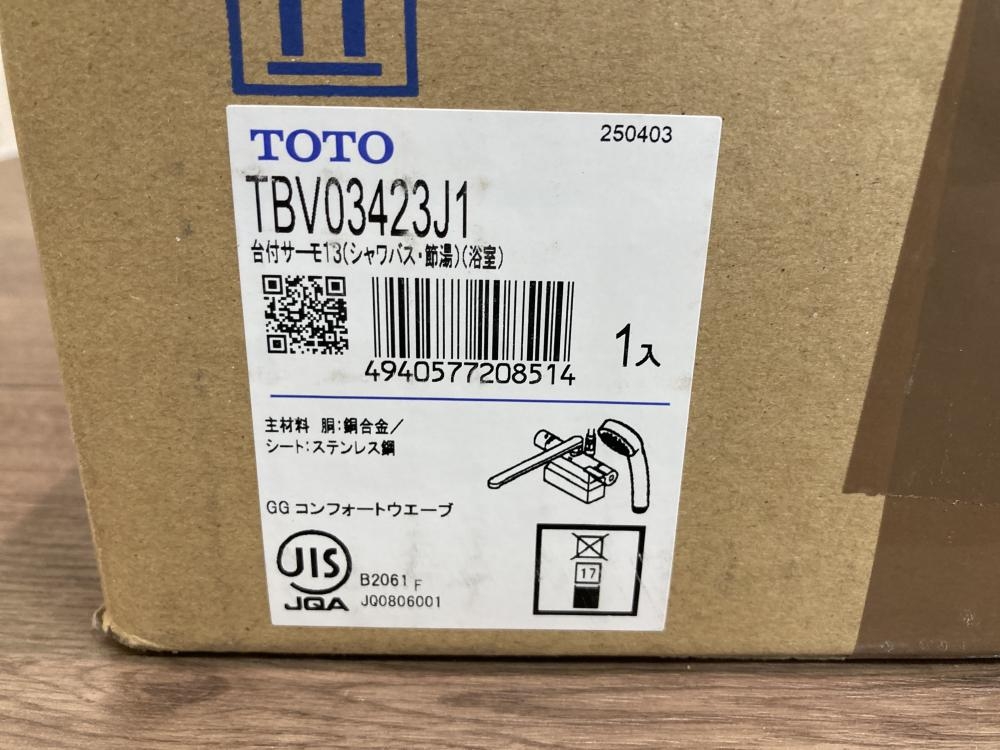 TOTO
250403
TBV03423J1
台付サーモ13(シャワバス・節湯)(浴室)
4940577208514
1入
主材料 胴:銅合金/
シート:ステンレス鋼
GG コンフォートウエーブ
JIS
JQA
B2061 F
JQ0806001
17